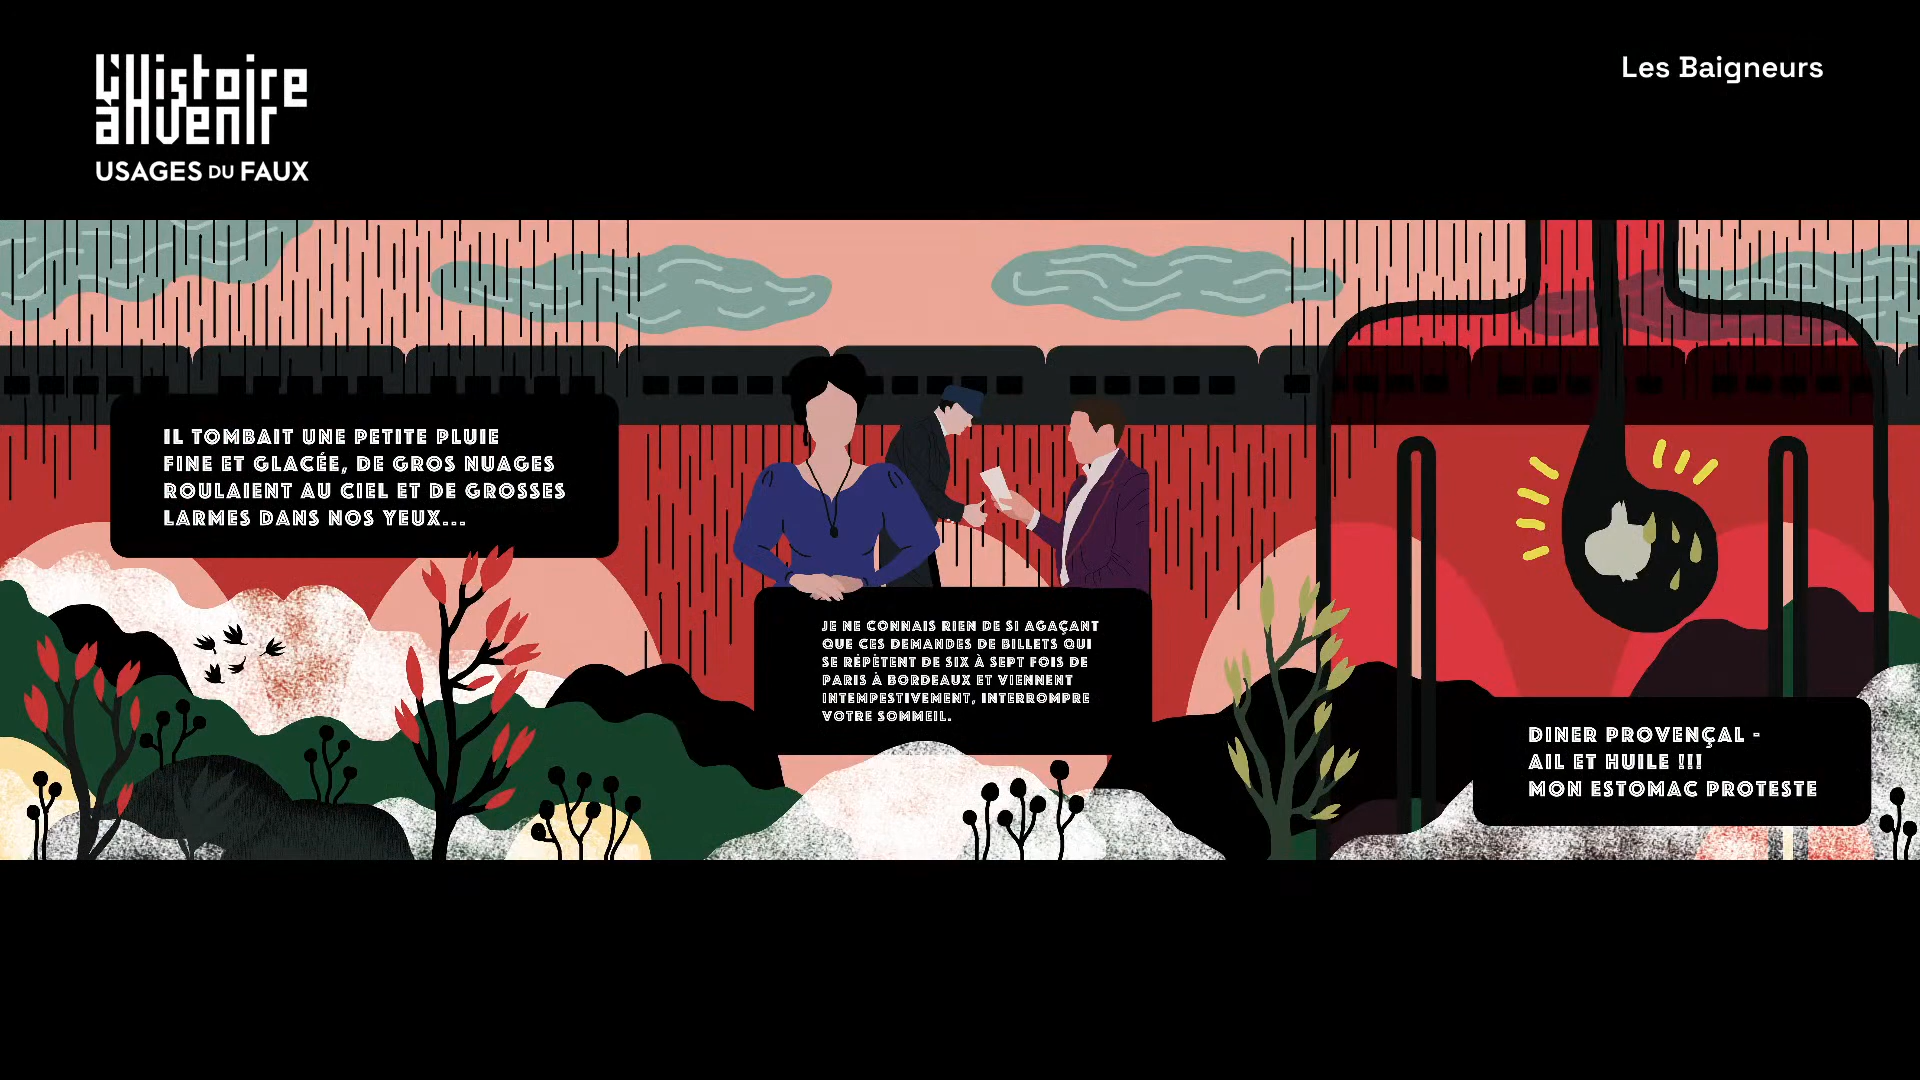 L'Histoire
à venir
USAGES DU FAUX
Les Baigneurs
IL TOMBAIT UNE PETITE PLUIE
FINE ET GLACÉE, DE GROS NUAGES
ROULAIENT AU CIEL ET DE GROSSES
LARMES DANS NOS YEUX...
JE NE CONNAIS RIEN DE SI AGAÇANT
QUE CES DEMANDES DE BILLETS QUI
SE RÉPÈTENT DE SIX À SEPT FOIS DE
PARIS À BORDEAUX ET VIENNENT
INTEMPESTIVEMENT, INTERROMPRE
VOTRE SOMMEIL.
DINER PROVENÇAL -
AIL ET HUILE !!!
MON ESTOMAC PROTESTE